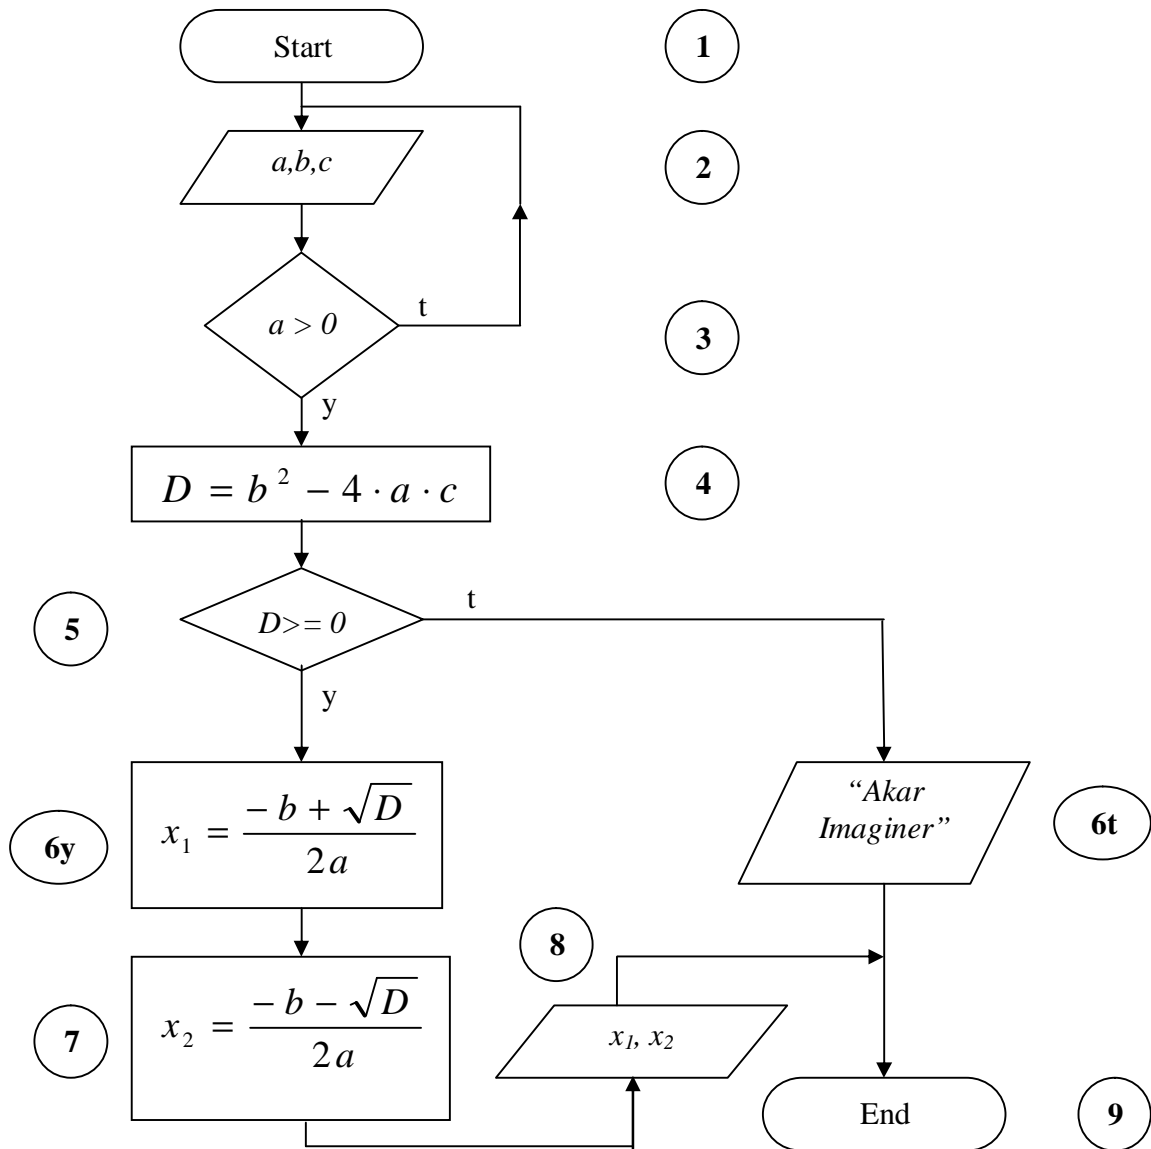 Start
1
a,b,c
2
a > 0
t
3
y
D = b² − 4 · a · c
4
5
D>= 0
t
y
6y
x₁ = (−b + √D) / 2a
“Akar
Imaginer”
6t
7
x₂ = (−b − √D) / 2a
8
x₁, x₂
End
9